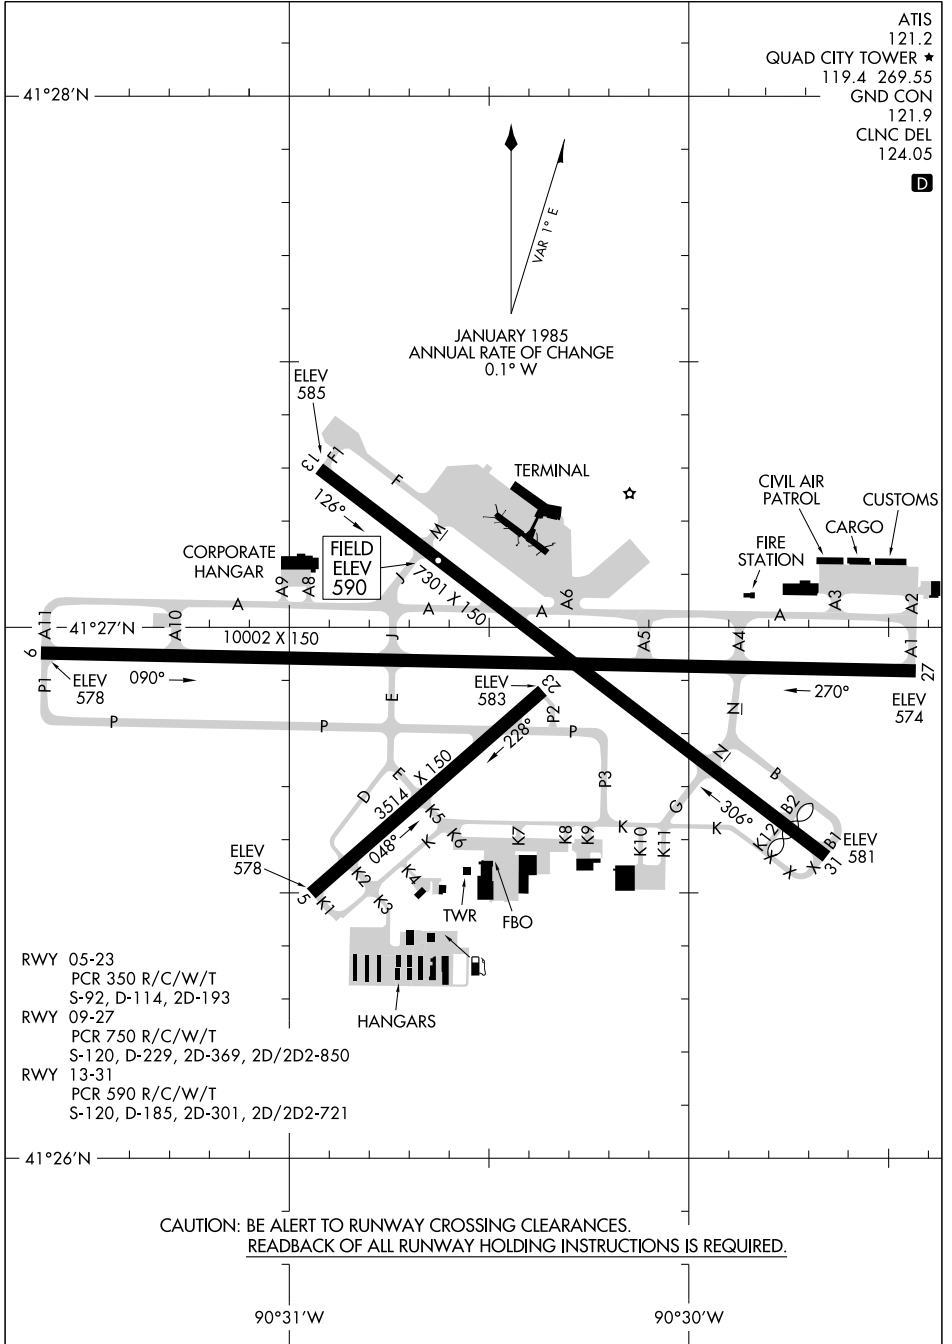 ATIS
121.2
QUAD CITY TOWER ★
119.4 269.55
GND CON
121.9
CLNC DEL
124.05
D
41°28'N
VAR 1° E
JANUARY 1985
ANNUAL RATE OF CHANGE
0.1° W
ELEV
585
13
F1
F
126°
TERMINAL
M
CIVIL AIR
PATROL
CUSTOMS
CARGO
FIRE
STATION
CORPORATE
HANGAR
FIELD
ELEV
590
7301 X 150
J
A9
A8
A
A
A
A6
A
A3
A2
A11
A10
41°27'N
J
A5
A4
A1
10002 X 150
9
27
P1
ELEV
578
090°
E
ELEV
583
23
270°
ELEV
574
P
P
P2
P
228°
N
N
B
D
E
3514 X 150
P3
G
306°
B2
048°
K5
K
K6
K7
K8
K9
K
K10
K11
K
K12
B1
31
ELEV
581
X
X
X
ELEV
578
5
K1
K2
K3
K4
TWR
FBO
HANGARS
RWY 05-23
PCR 350 R/C/W/T
S-92, D-114, 2D-193
RWY 09-27
PCR 750 R/C/W/T
S-120, D-229, 2D-369, 2D/2D2-850
RWY 13-31
PCR 590 R/C/W/T
S-120, D-185, 2D-301, 2D/2D2-721
41°26'N
CAUTION: BE ALERT TO RUNWAY CROSSING CLEARANCES.
READBACK OF ALL RUNWAY HOLDING INSTRUCTIONS IS REQUIRED.
90°31'W
90°30'W